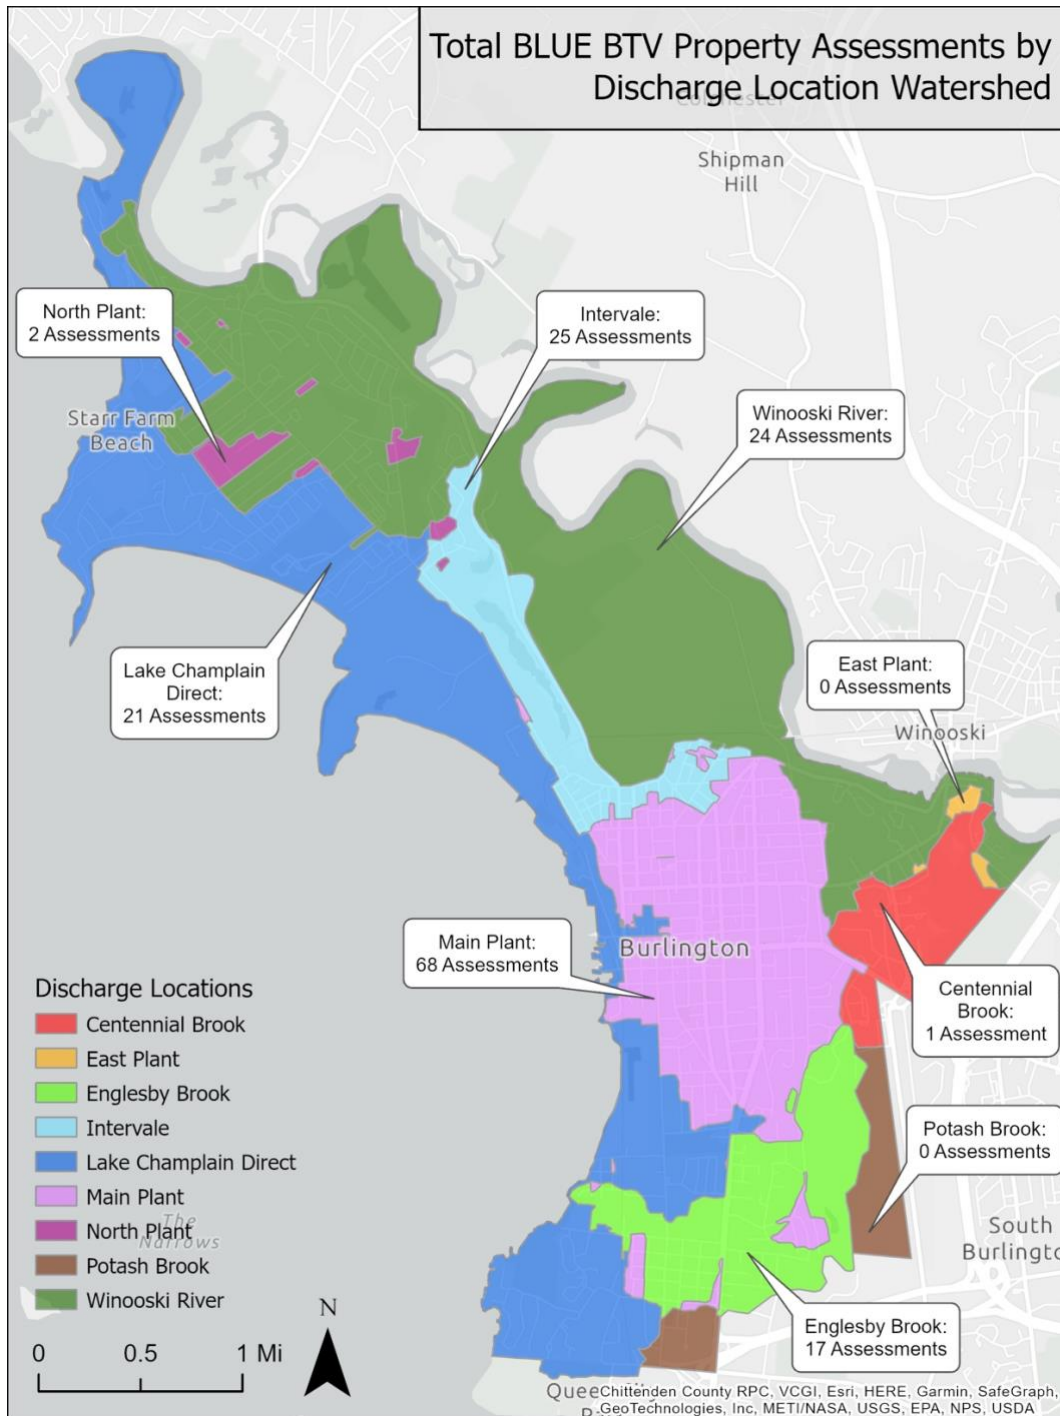 Total BLUE BTV Property Assessments by
Discharge Location Watershed
Colchester
Shipman
Hill
North Plant:
2 Assessments
Intervale:
25 Assessments
Winooski River:
24 Assessments
Starr Farm
Beach
Lake Champlain
Direct:
21 Assessments
East Plant:
0 Assessments
Winooski
Main Plant:
68 Assessments
Burlington
Centennial
Brook:
1 Assessment
Discharge Locations
Centennial Brook
East Plant
Englesby Brook
Intervale
Lake Champlain Direct
Main Plant
North Plant
Potash Brook
Winooski River
The
Narrows
Potash Brook:
0 Assessments
South
Burlingto
Englesby Brook:
17 Assessments
N
0 0.5 1 Mi
Chittenden County RPC, VCGI, Esri, HERE, Garmin, SafeGraph,
GeoTechnologies, Inc, METI/NASA, USGS, EPA, NPS, USDA